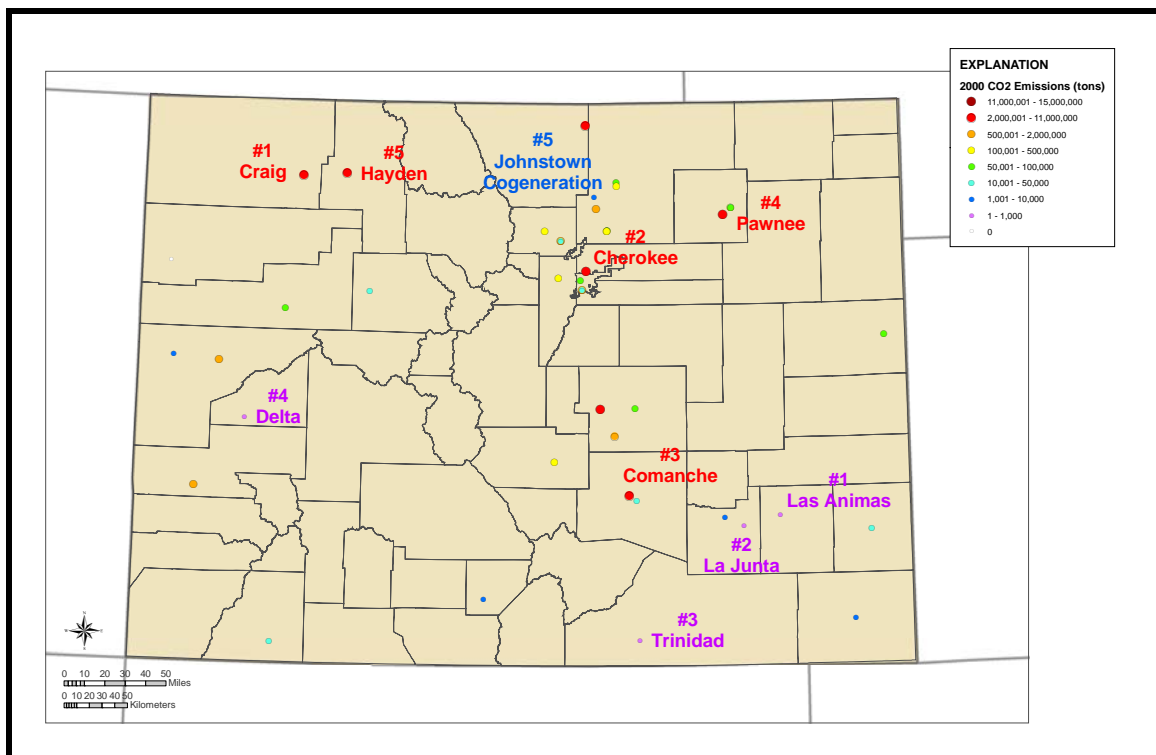 EXPLANATION
2000 CO2 Emissions (tons)
11,000,001 - 15,000,000
2,000,001 - 11,000,000
500,001 - 2,000,000
100,001 - 500,000
50,001 - 100,000
10,001 - 50,000
1,001 - 10,000
1 - 1,000
0
#5
Johnstown
Cogeneration
#1
Craig
#5
Hayden
#4
Pawnee
#2
Cherokee
#4
Delta
#3
Comanche
#1
Las Animas
#2
La Junta
#3
Trinidad
0 10 20 30 40 50
Miles
0 10 20 30 40 50
Kilometers